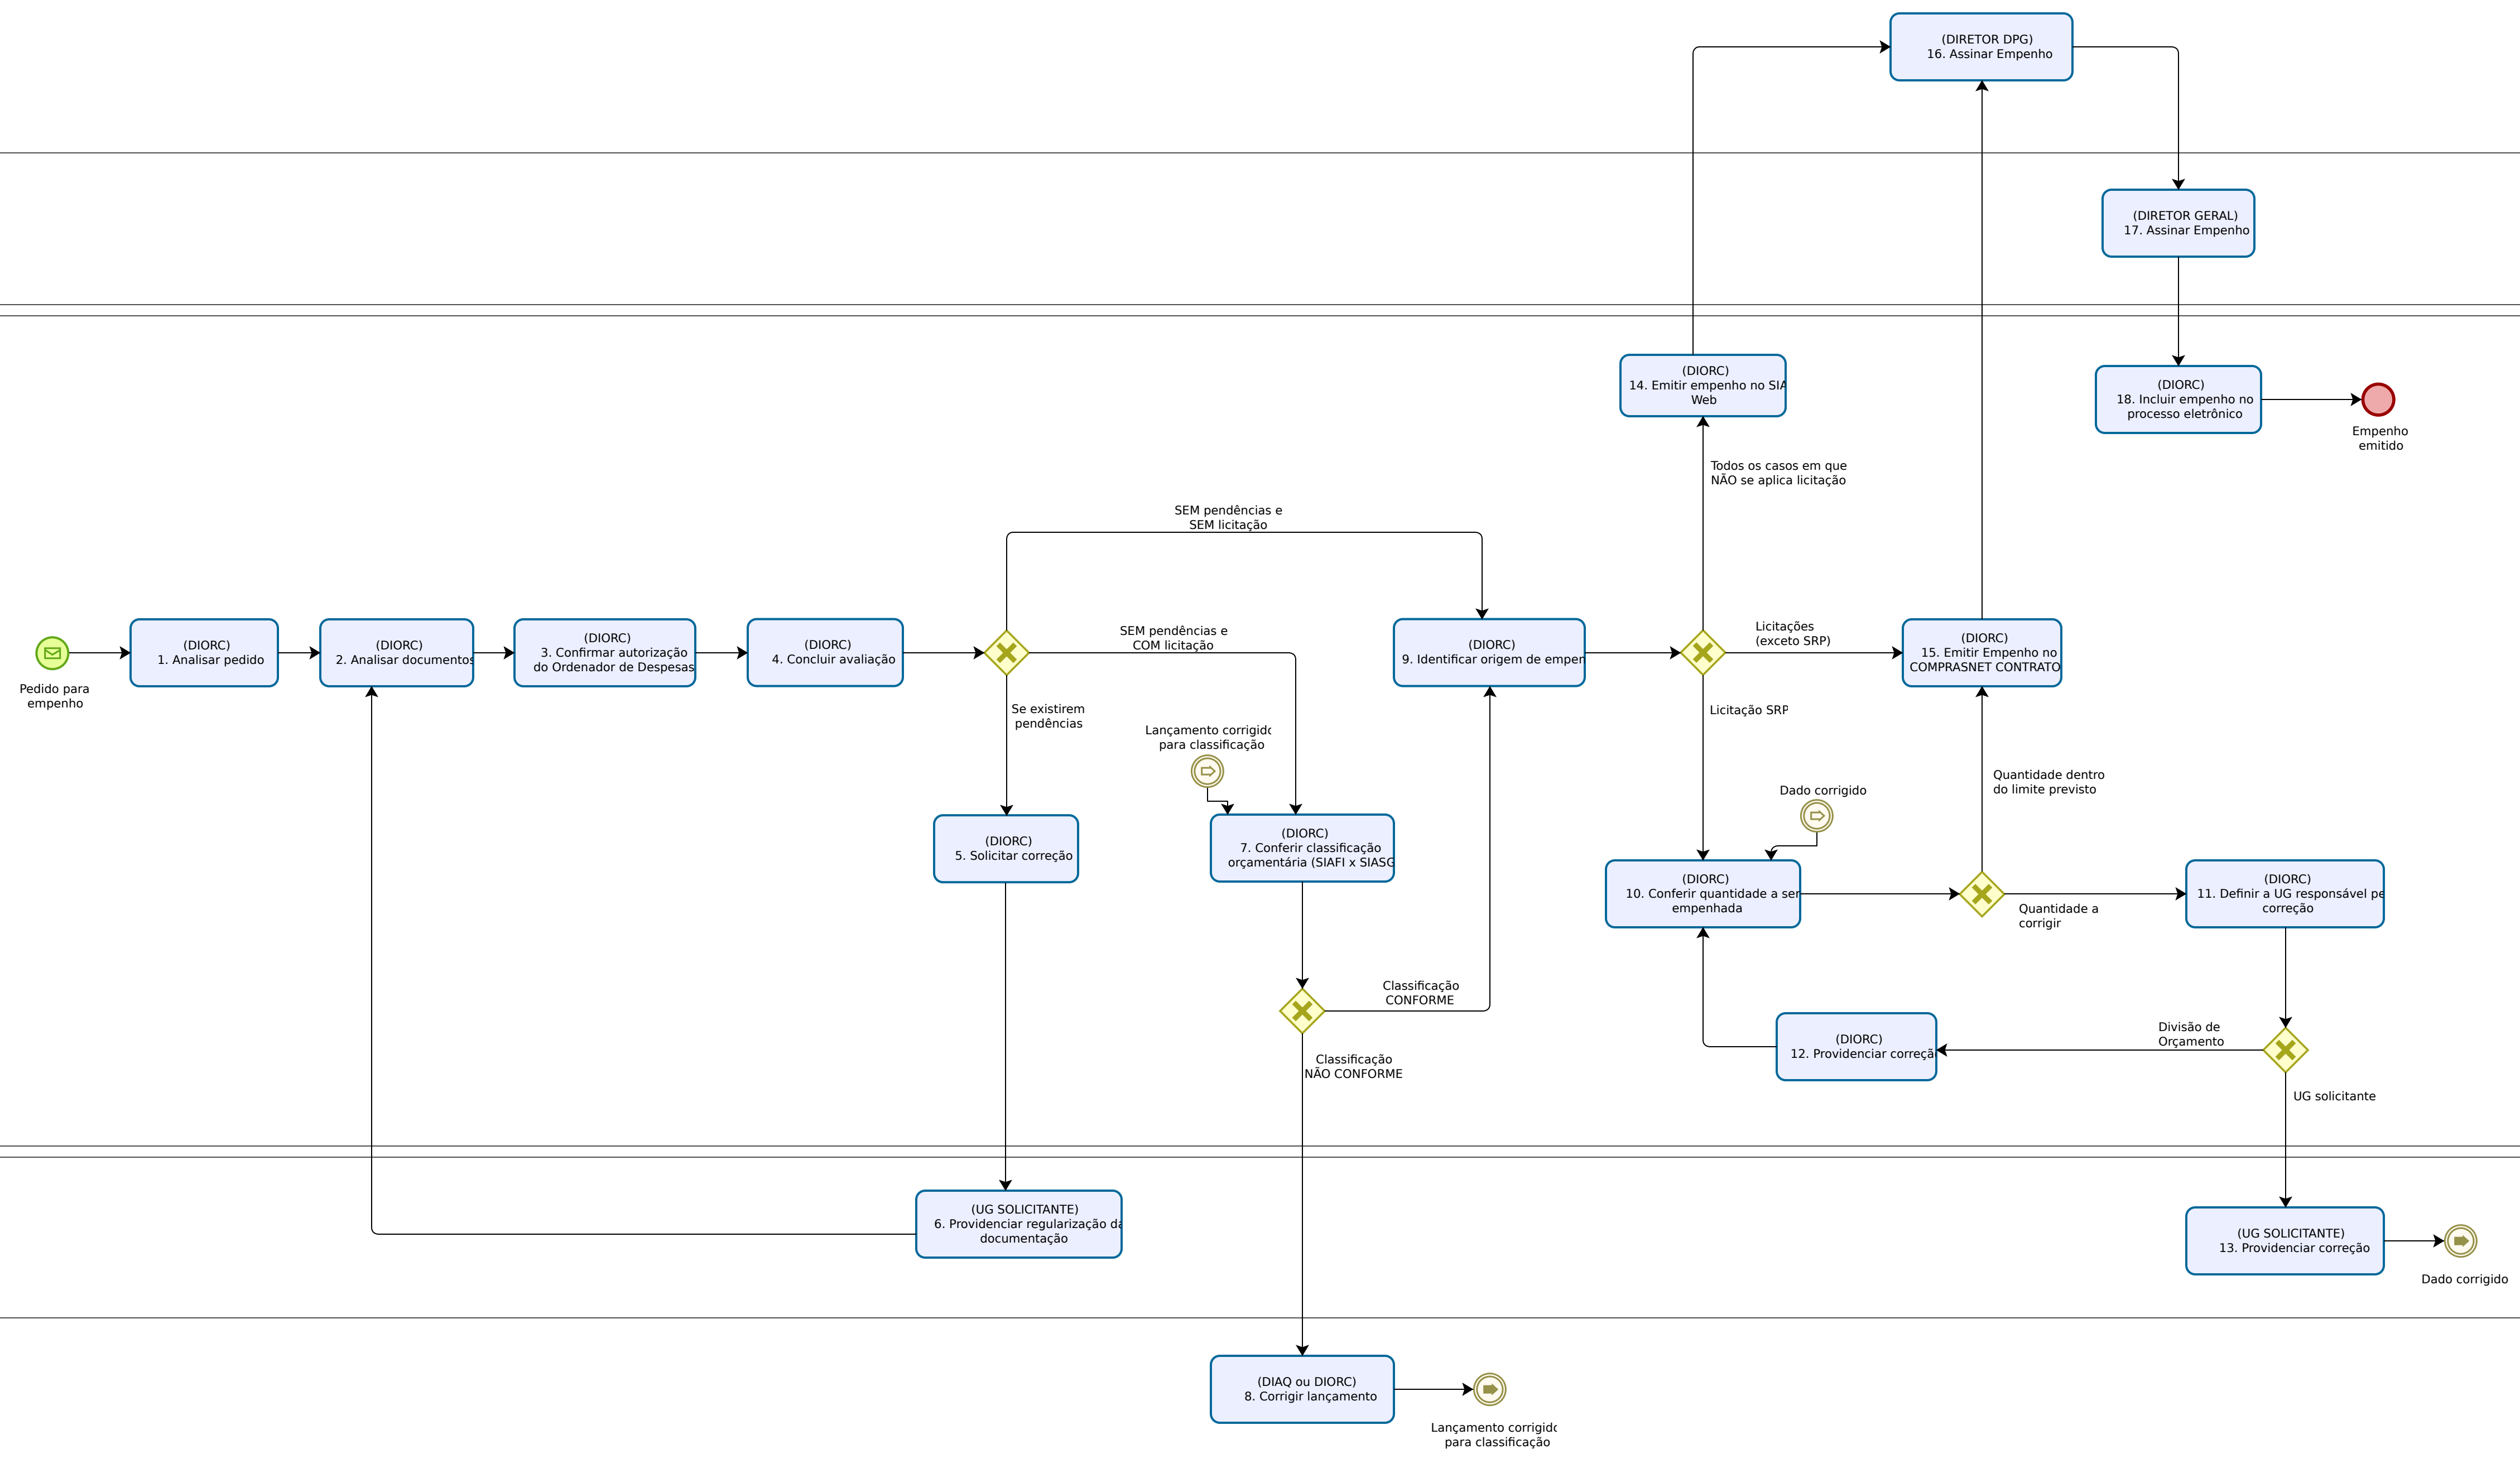 (DIRETOR DPG)
16. Assinar Empenho
(DIRETOR GERAL)
17. Assinar Empenho
(DIORC)
14. Emitir empenho no SIA
Web
(DIORC)
18. Incluir empenho no
processo eletrônico
Empenho
emitido
Todos os casos em que
NÃO se aplica licitação
SEM pendências e
SEM licitação
Pedido para
empenho
(DIORC)
1. Analisar pedido
(DIORC)
2. Analisar documentos
(DIORC)
3. Confirmar autorização
do Ordenador de Despesas
(DIORC)
4. Concluir avaliação
SEM pendências e
COM licitação
(DIORC)
9. Identificar origem de empen
Licitações
(exceto SRP)
(DIORC)
15. Emitir Empenho no
COMPRASNET CONTRATO
Se existirem
pendências
Licitação SRP
Lançamento corrigido
para classificação
Quantidade dentro
do limite previsto
Dado corrigido
(DIORC)
5. Solicitar correção
(DIORC)
7. Conferir classificação
orçamentária (SIAFI x SIASG
(DIORC)
10. Conferir quantidade a ser
empenhada
Quantidade a
corrigir
(DIORC)
11. Definir a UG responsável pe
correção
Classificação
CONFORME
Classificação
NÃO CONFORME
(DIORC)
12. Providenciar correçã
Divisão de
Orçamento
UG solicitante
(UG SOLICITANTE)
6. Providenciar regularização da
documentação
(UG SOLICITANTE)
13. Providenciar correção
Dado corrigido
(DIAQ ou DIORC)
8. Corrigir lançamento
Lançamento corrigido
para classificação